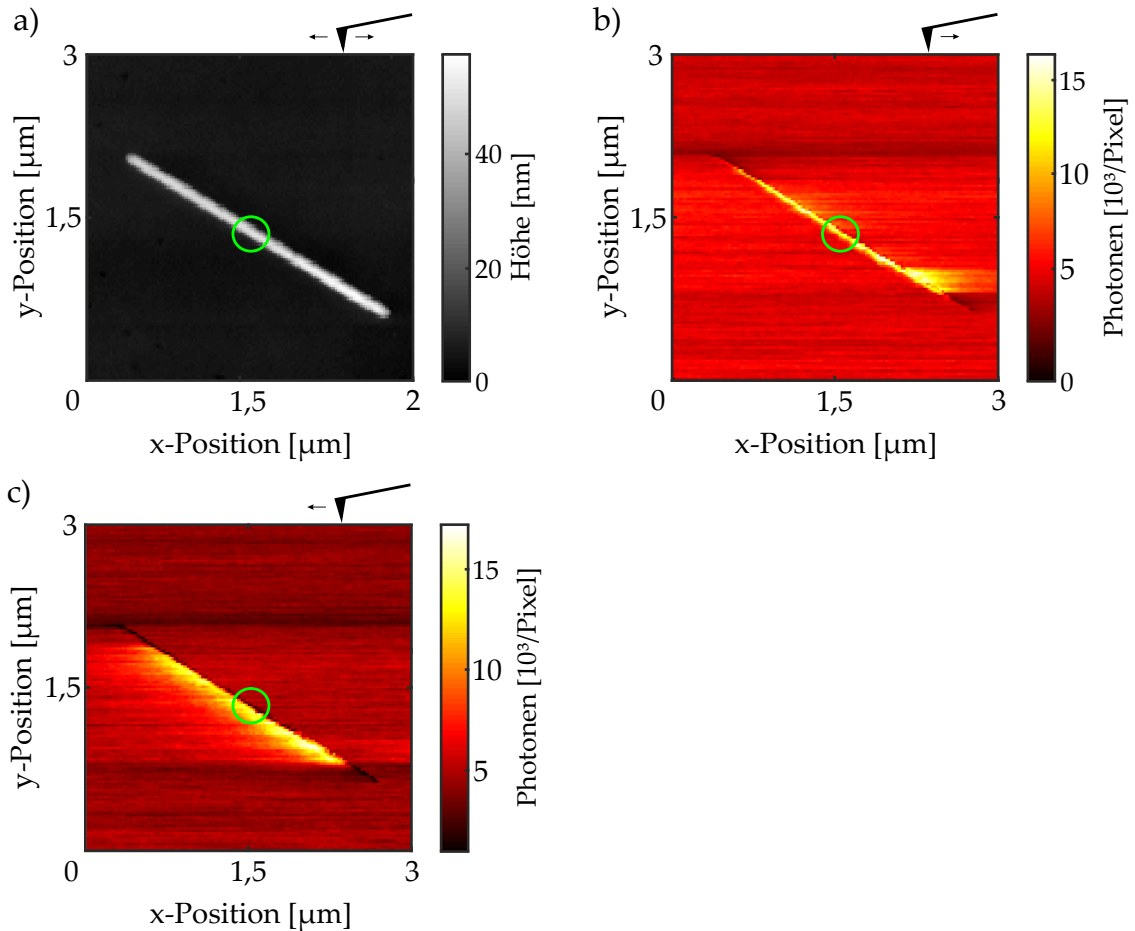 a)
3
1,5
0
1,5
2
y-Position [μm]
x-Position [μm]
40
20
0
Höhe [nm]
b)
3
1,5
0
1,5
3
y-Position [μm]
x-Position [μm]
15
10
5
0
Photonen [10³/Pixel]
c)
3
1,5
0
1,5
3
y-Position [μm]
x-Position [μm]
15
10
5
Photonen [10³/Pixel]